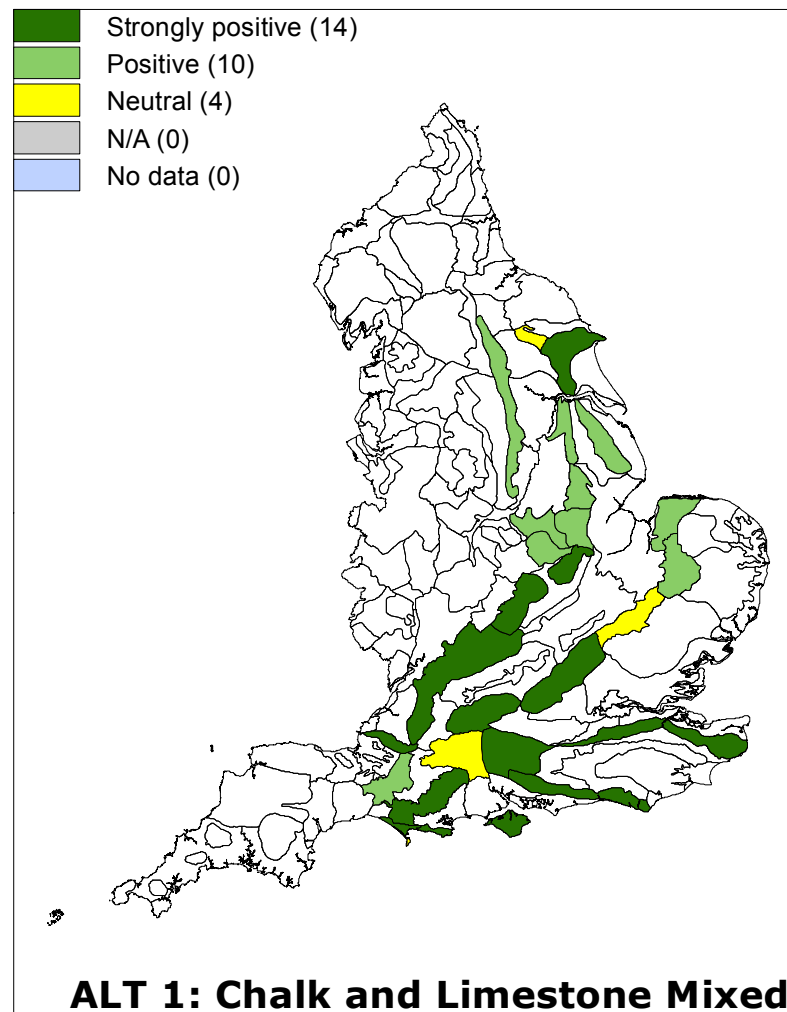 Strongly positive (14)
Positive (10)
Neutral (4)
N/A (0)
No data (0)
ALT 1: Chalk and Limestone Mixed